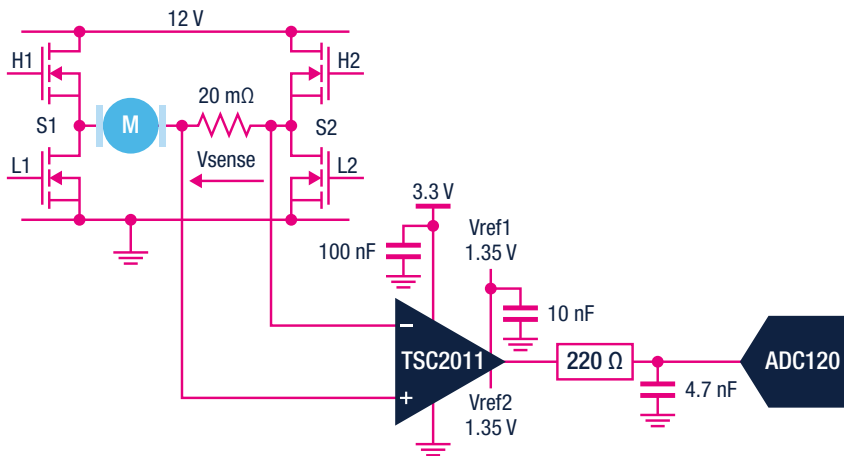 12 V
H1
H2
20 mΩ
S1
M
S2
Vsense
L1
L2
3.3 V
Vref1
1.35 V
100 nF
10 nF
−
TSC2011
+
220 Ω
ADC120
4.7 nF
Vref2
1.35 V